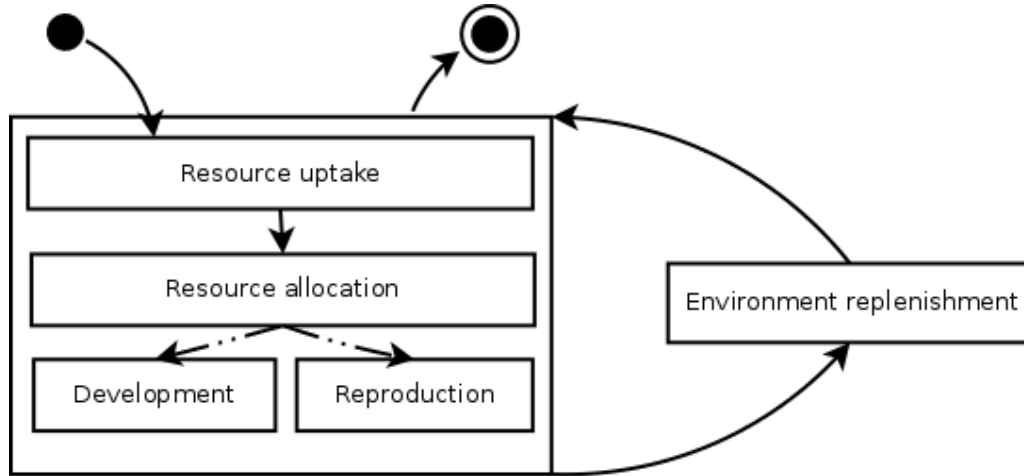 Resource uptake
Resource allocation
Environment replenishment
Development
Reproduction